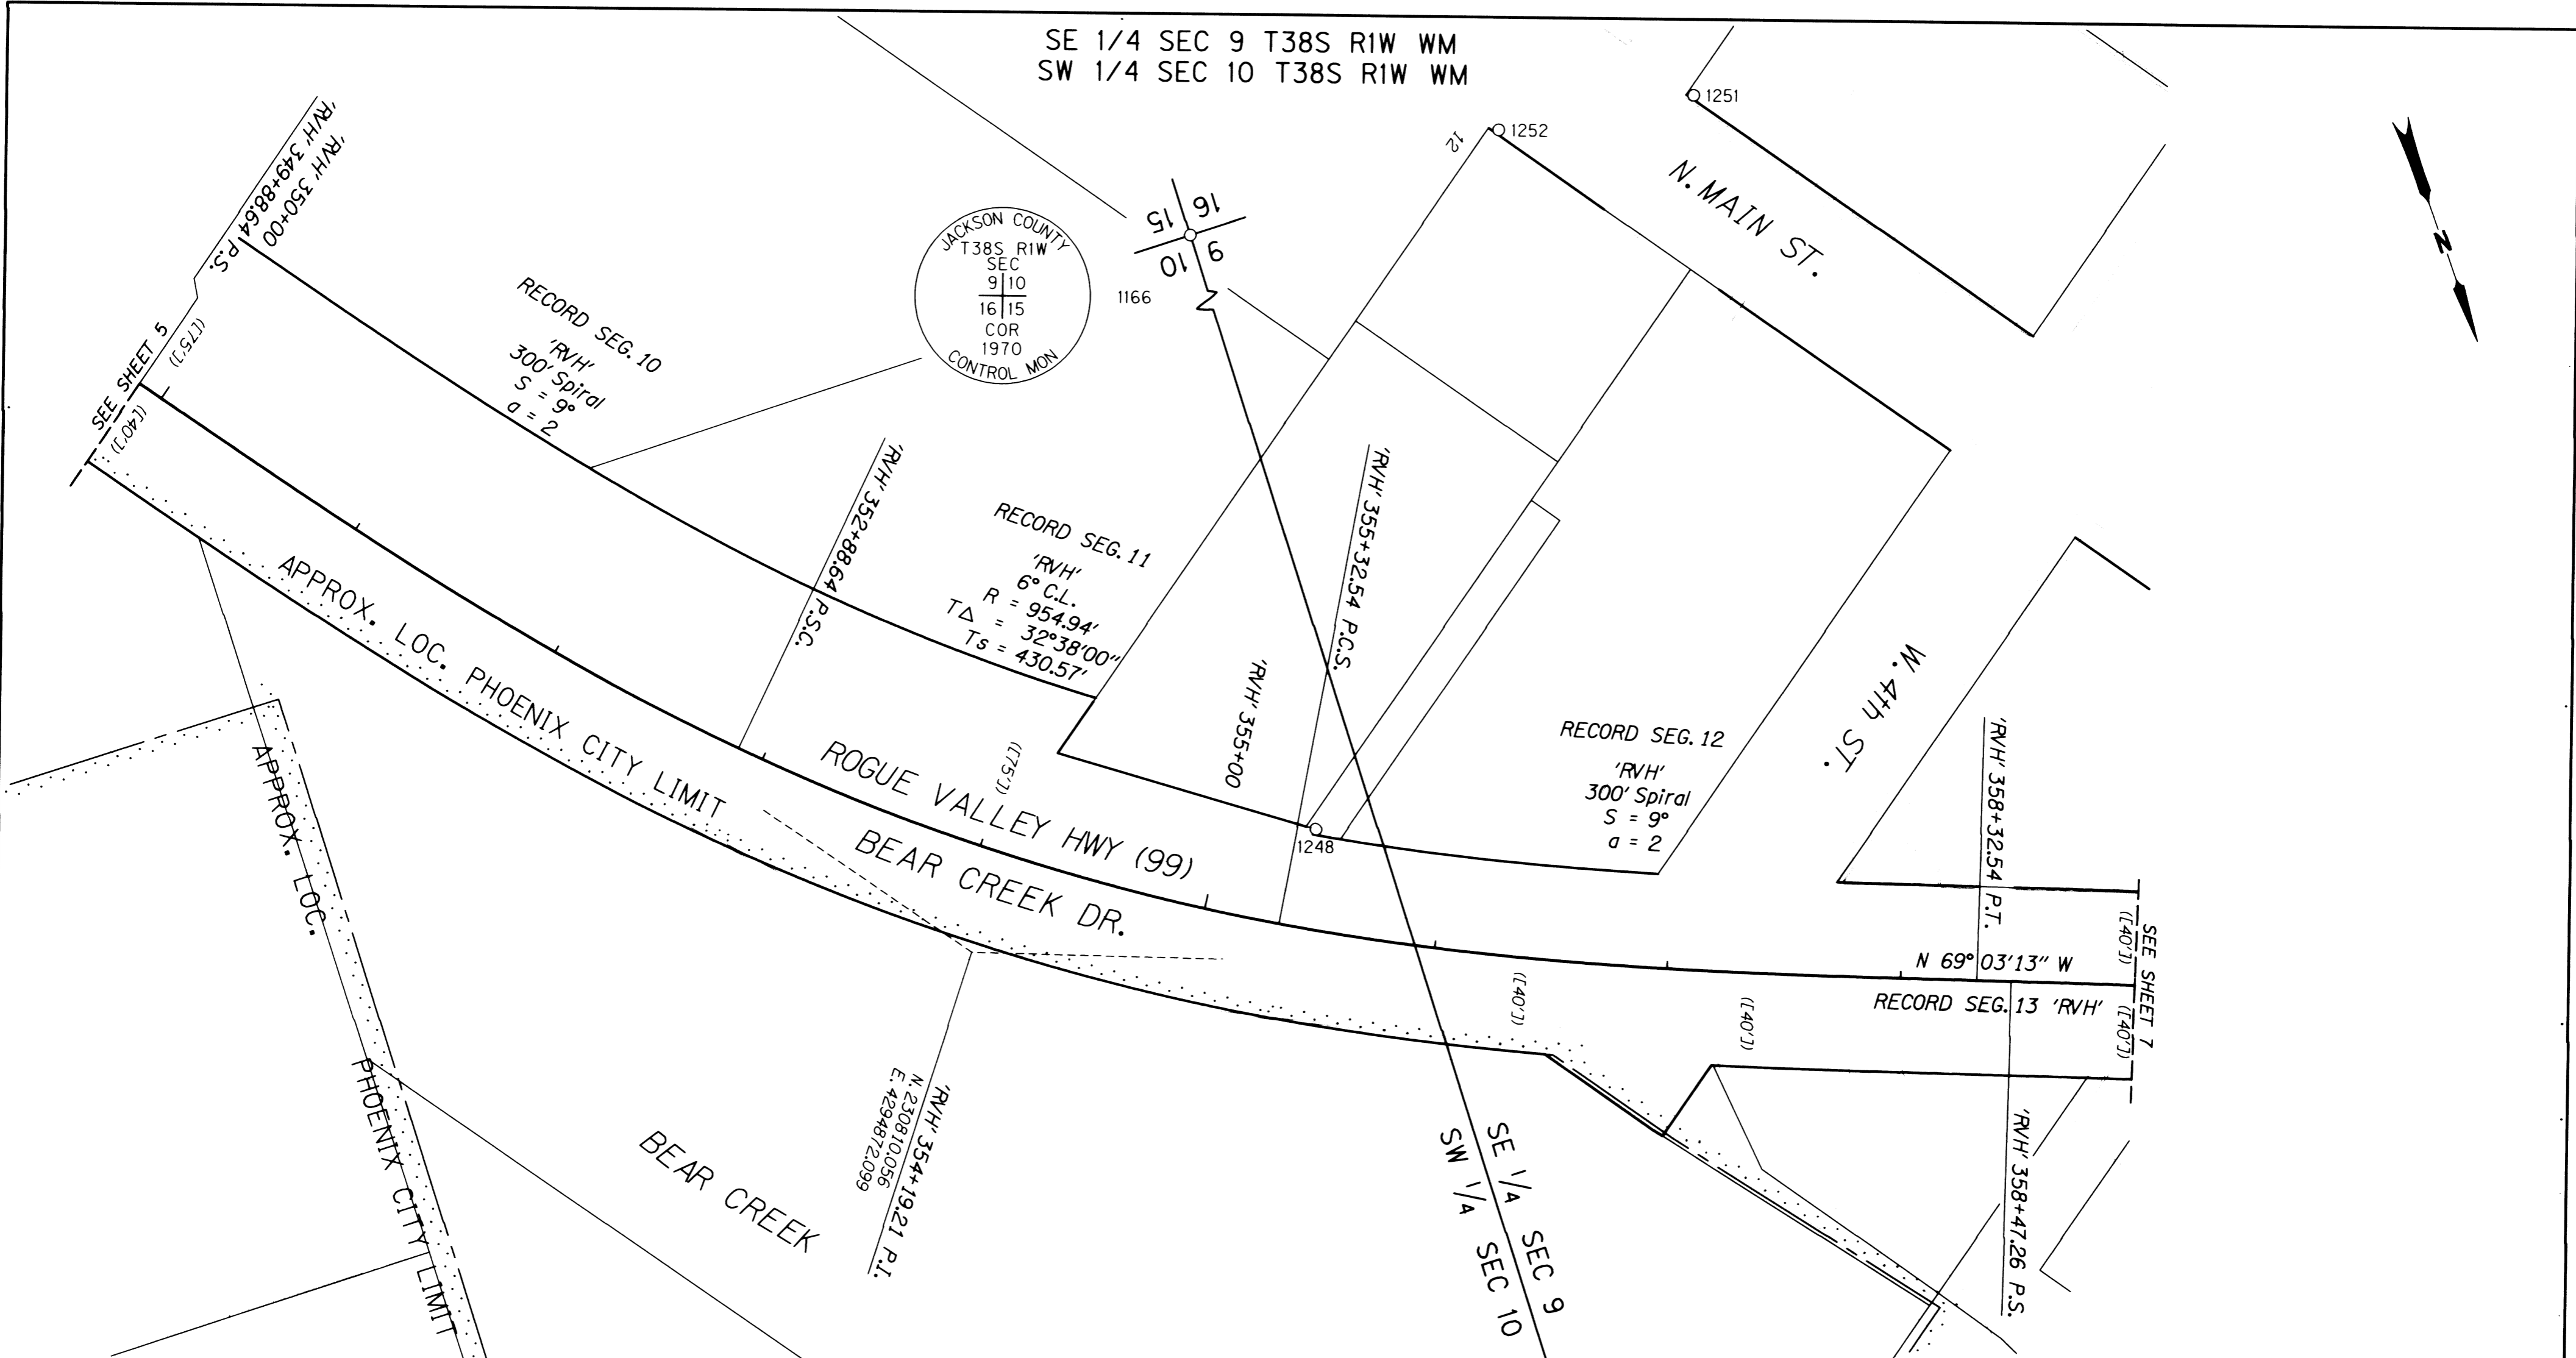 SE 1/4 SEC 9 T38S R1W WM
SW 1/4 SEC 10 T38S R1W WM
1251
1252
12
N. MAIN ST.
N
'RVH' 350+00
'RVH' 349+88.64 P.S.
SEE SHEET 5
([75'])
([40'])
RECORD SEG. 10
'RVH'
300' Spiral
S = 9°
a = 2
JACKSON COUNTY
T38S R1W
SEC
9 10
16 15
COR
1970
CONTROL MON
1166
15 16
10 9
'RVH' 352+88.64 P.S.C.
RECORD SEG. 11
'RVH'
6° C.L.
R = 954.94'
T△ = 32°38'00"
Ts = 430.57'
'RVH' 355+32.54 P.C.S.
'RVH' 355+00
([75'])
1248
RECORD SEG. 12
'RVH'
300' Spiral
S = 9°
a = 2
W. 4th ST.
'RVH' 358+32.54 P.T.
([40'])
SEE SHEET 7
([40'])
N 69° 03'13" W
RECORD SEG. 13 'RVH'
([40'])
([40'])
'RVH' 358+47.26 P.S.
APPROX. LOC. PHOENIX CITY LIMIT
ROGUE VALLEY HWY (99)
BEAR CREEK DR.
APPROX. LOC. PHOENIX CITY LIMIT
BEAR CREEK
'RVH' 354+19.21 P.I.
N. 230810.056
E. 4294872.099
SE 1/4 SEC 9
SW 1/4 SEC 10